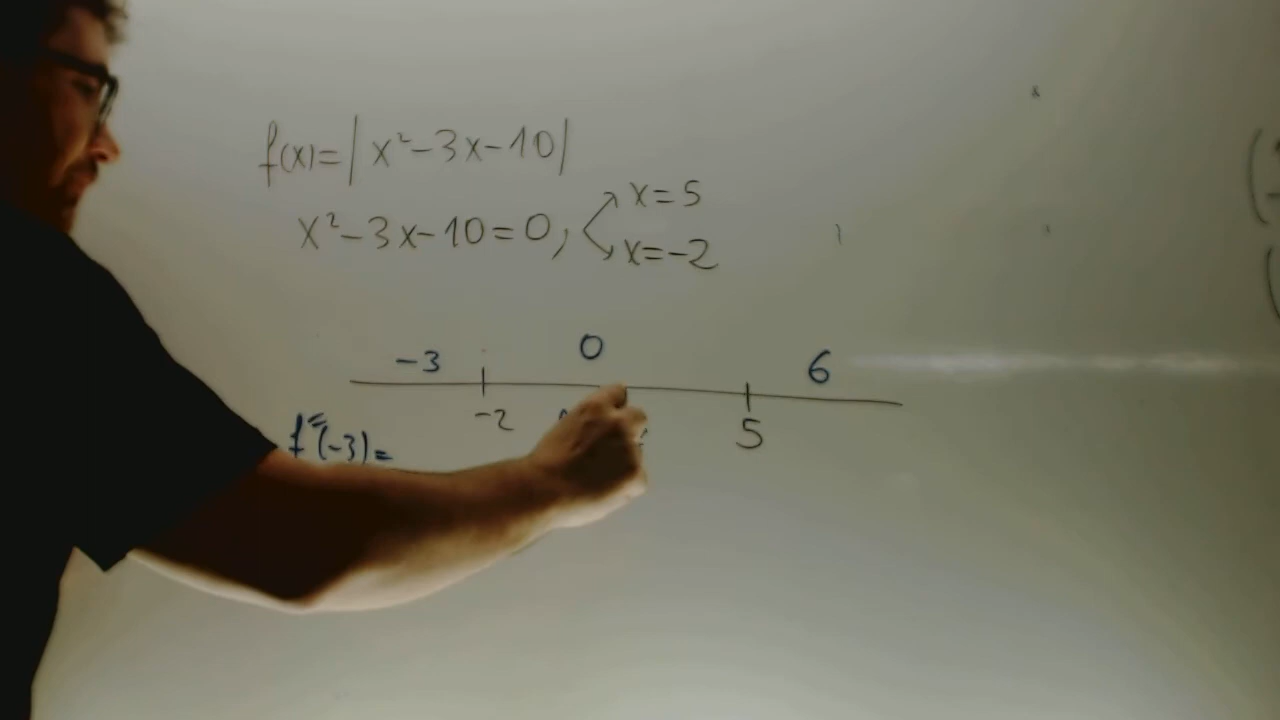 f(x)=|x²-3x-10|
x²-3x-10=0, x=5
x=-2
-3 0 6
-2 5
f(-3)=